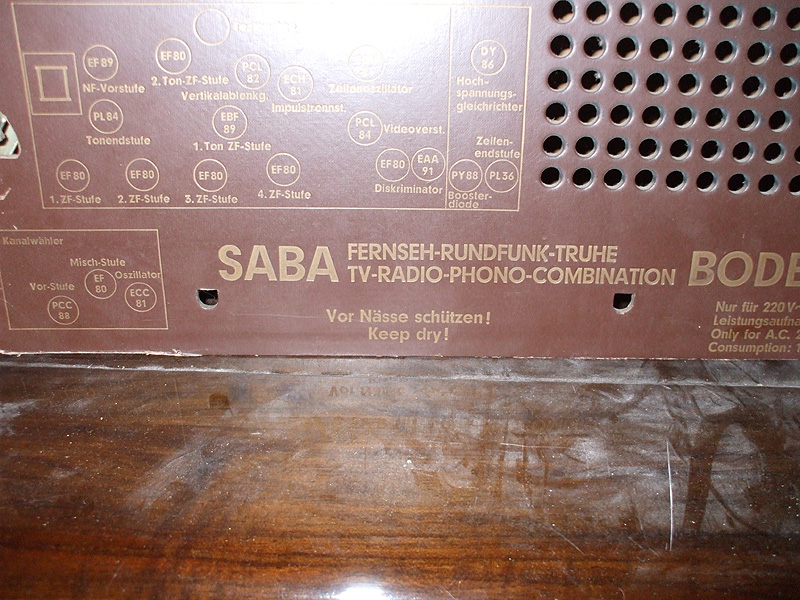 EF89
NF-Vorstufe
EF80
2. Ton-ZF-Stufe
PCL
82
Vertikalablenkg.
ECH
81
Impulstrennst.
Zeilenoszillator
DY
86
Hoch-
spannungs-
gleichrichter
PL84
Tonendstufe
EBF
89
1. Ton ZF-Stufe
PCL
84
Videoverst.
Zeilen-
endstufe
EF80
1. ZF-Stufe
EF80
2. ZF-Stufe
EF80
3. ZF-Stufe
EF80
4. ZF-Stufe
EF80
EAA
91
Diskriminator
PY88
Booster-
diode
PL36
Kanalwähler
Misch-Stufe
EF
80
Oszillator
ECC
81
Vor-Stufe
PCC
88
SABA
FERNSEH-RUNDFUNK-TRUHE
TV-RADIO-PHONO-COMBINATION
BODE
Vor Nässe schützen!
Keep dry!
Nur für 220V~
Leistungsaufna
Only for A.C. 2
Consumption: 1